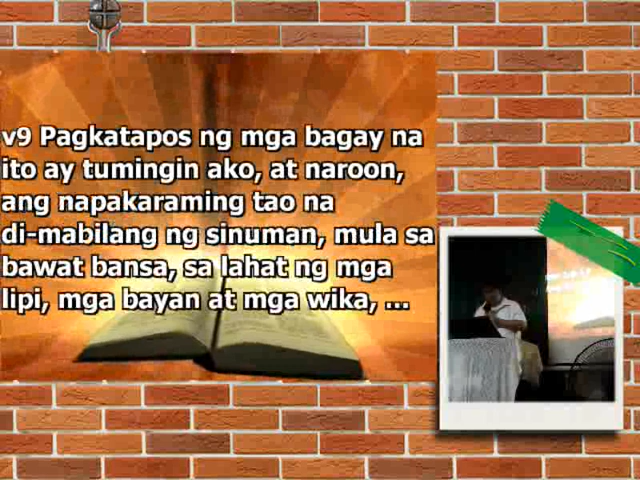 v9 Pagkatapos ng mga bagay na
ito ay tumingin ako, at naroon,
ang napakaraming tao na
di-mabilang ng sinuman, mula sa
bawat bansa, sa lahat ng mga
lipi, mga bayan at mga wika, ...